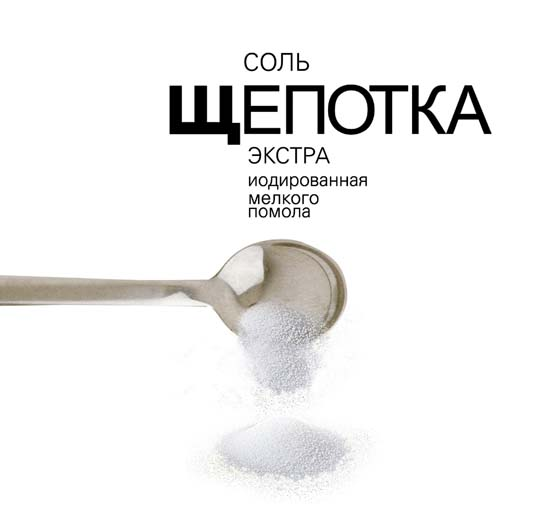 СОЛЬ
ЩЕПОТКА
ЭКСТРА
иодированная
мелкого
помола